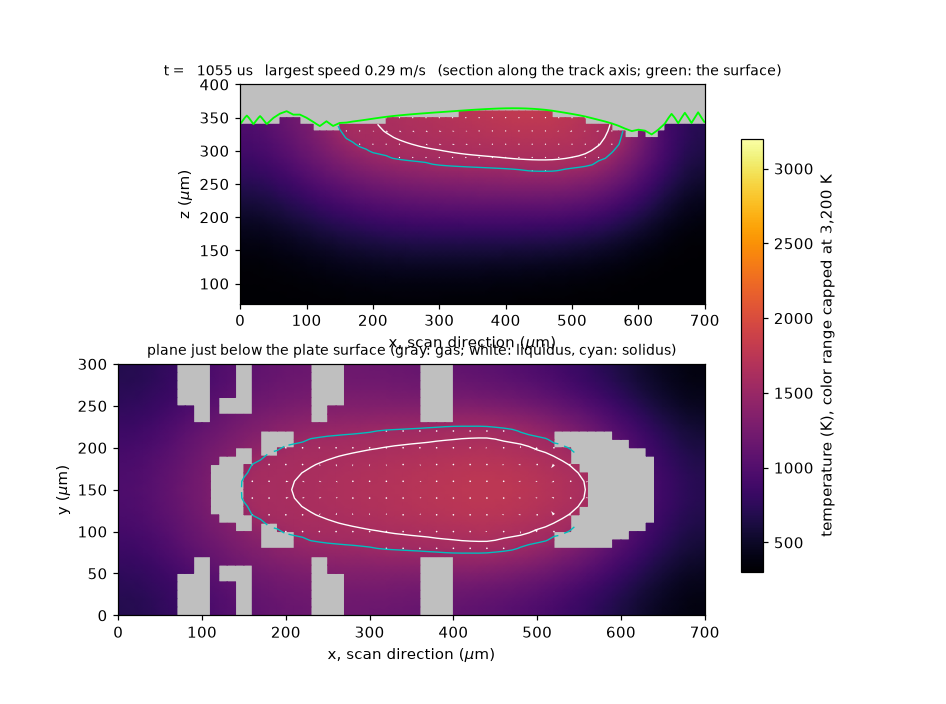 t =   1055 us   largest speed 0.29 m/s   (section along the track axis; green: the surface)
400
350
300
250
200
150
100
z (μm)
0 100 200 300 400 500 600 700
x, scan direction (μm)
plane just below the plate surface (gray: gas; white: liquidus, cyan: solidus)
300
250
200
150
100
50
0
y (μm)
0 100 200 300 400 500 600 700
x, scan direction (μm)
3000
2500
2000
1500
1000
500
temperature (K), color range capped at 3,200 K